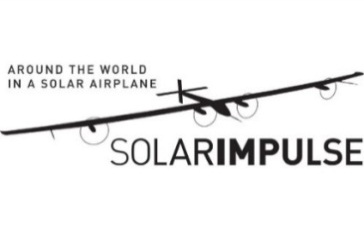 AROUND THE WORLD
IN A SOLAR AIRPLANE
SOLARIMPULSE